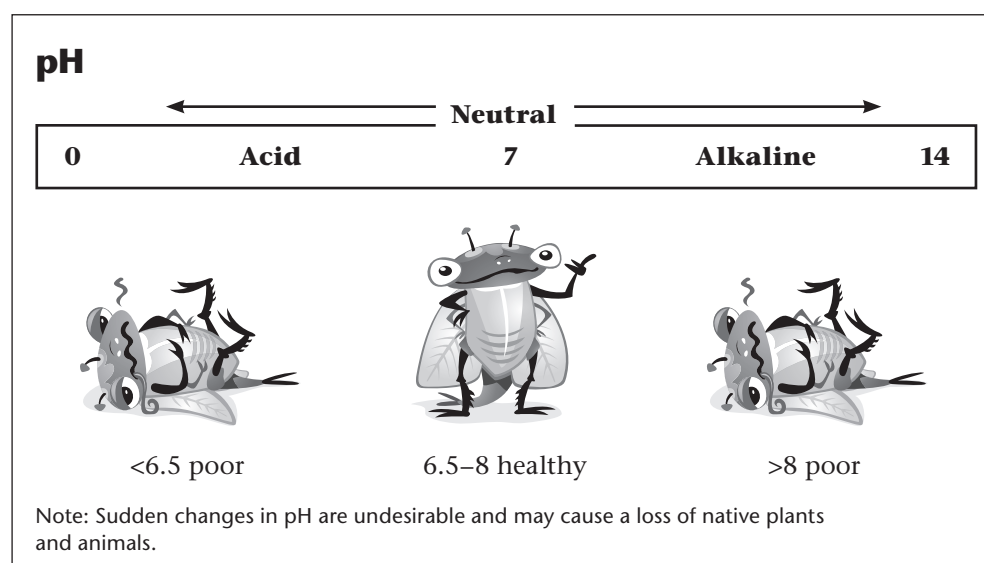 pH
Neutral
0 Acid 7 Alkaline 14
<6.5 poor 6.5–8 healthy >8 poor
Note: Sudden changes in pH are undesirable and may cause a loss of native plants
and animals.